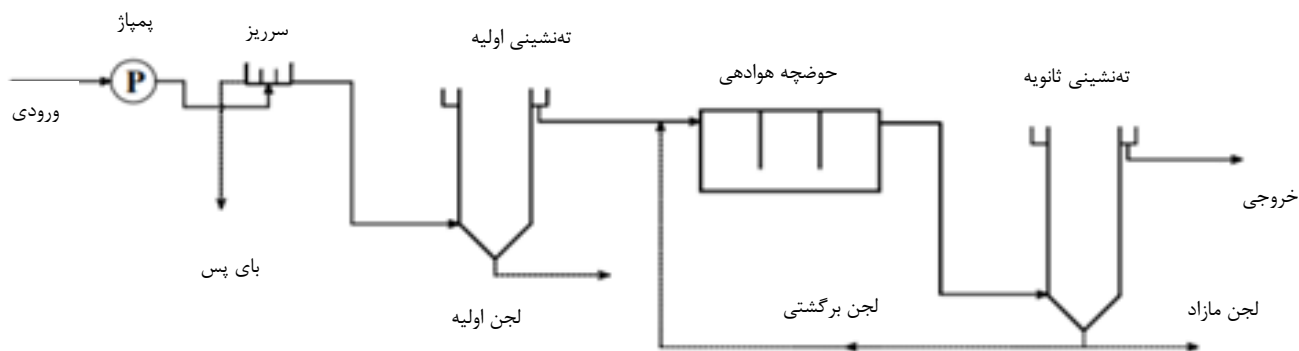 پمپاژ
سرریز
ته‌نشینی اولیه
حوضچه هوادهی
ته‌نشینی ثانویه
P
ورودی
خروجی
بای پس
لجن اولیه
لجن برگشتی
لجن مازاد